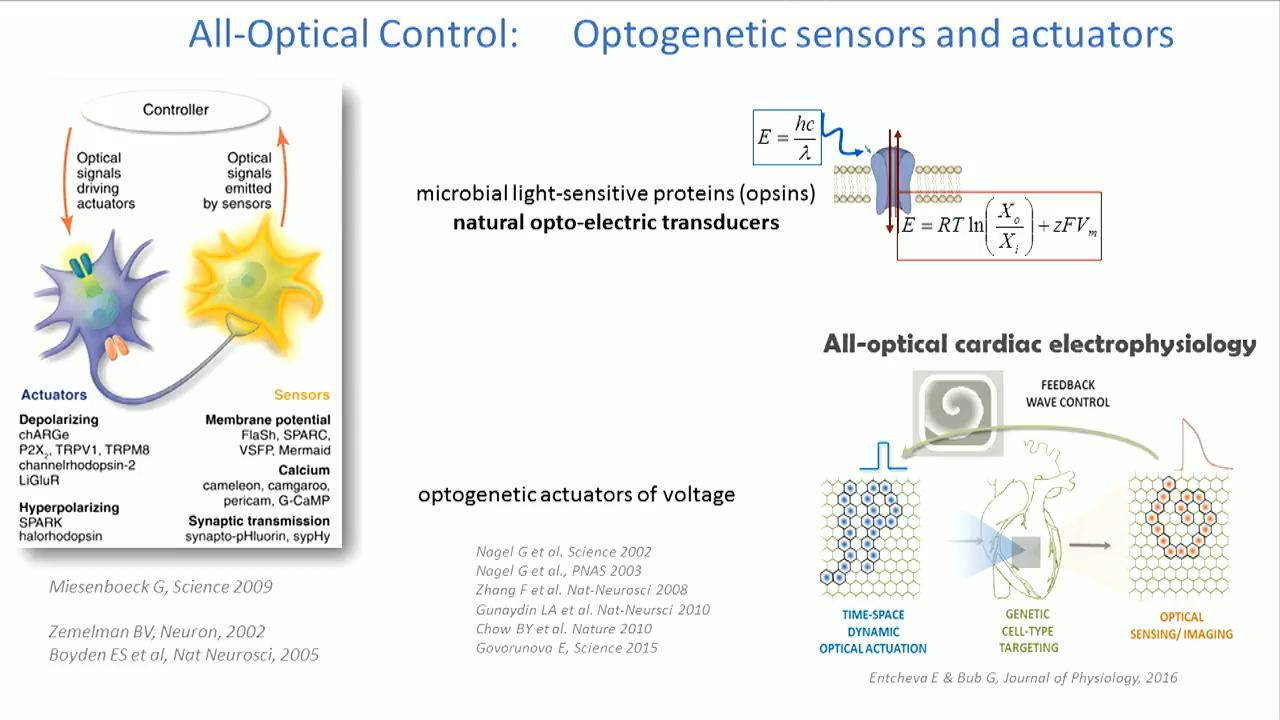 All-Optical Control: Optogenetic sensors and actuators
Controller
Optical
signals
driving
actuators
Optical
signals
emitted
by sensors
Actuators
Depolarizing
chARGe
P2X2, TRPV1, TRPM8
channelrhodopsin-2
LiGluR
Hyperpolarizing
SPARK
halorhodopsin
Sensors
Membrane potential
FlaSh, SPARC,
VSFP, Mermaid
Calcium
cameleon, camgaroo,
pericam, G-CaMP
Synaptic transmission
synapto-pHluorin, sypHy
Miesenboeck G, Science 2009
Zemelman BV, Neuron, 2002
Boyden ES et al, Nat Neurosci, 2005
microbial light-sensitive proteins (opsins)
natural opto-electric transducers
E = hc/λ
E = RT ln(Xo/Xi) + zFVm
optogenetic actuators of voltage
Nagel G et al. Science 2002
Nagel G et al., PNAS 2003
Zhang F et al. Nat-Neurosci 2008
Gunaydin LA et al. Nat-Neursci 2010
Chow BY et al. Nature 2010
Govorunova E, Science 2015
All-optical cardiac electrophysiology
FEEDBACK
WAVE CONTROL
TIME-SPACE
DYNAMIC
OPTICAL ACTUATION
GENETIC
CELL-TYPE
TARGETING
OPTICAL
SENSING/ IMAGING
Entcheva E & Bub G, Journal of Physiology, 2016